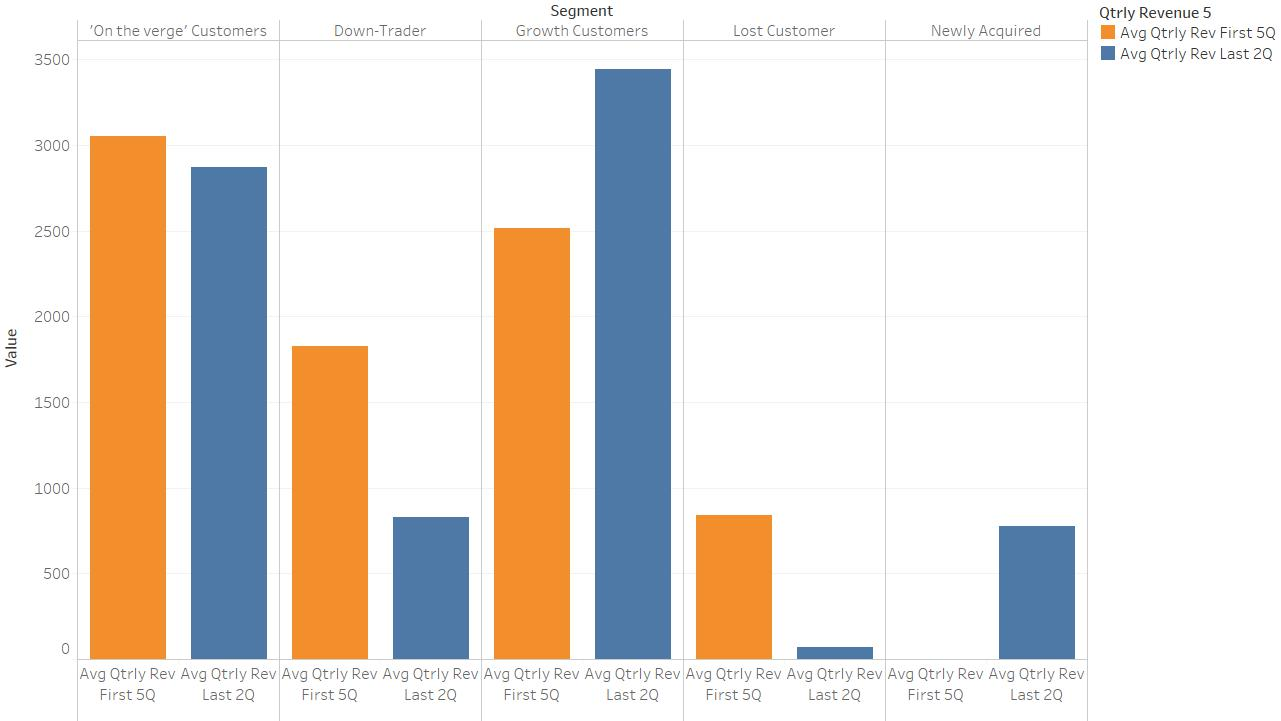 Segment
'On the verge' Customers
Down-Trader
Growth Customers
Lost Customer
Newly Acquired
Qtrly Revenue 5
Avg Qtrly Rev First 5Q
Avg Qtrly Rev Last 2Q
Value
3500
3000
2500
2000
1500
1000
500
0
Avg Qtrly Rev
First 5Q
Avg Qtrly Rev
Last 2Q
Avg Qtrly Rev
First 5Q
Avg Qtrly Rev
Last 2Q
Avg Qtrly Rev
First 5Q
Avg Qtrly Rev
Last 2Q
Avg Qtrly Rev
First 5Q
Avg Qtrly Rev
Last 2Q
Avg Qtrly Rev
First 5Q
Avg Qtrly Rev
Last 2Q